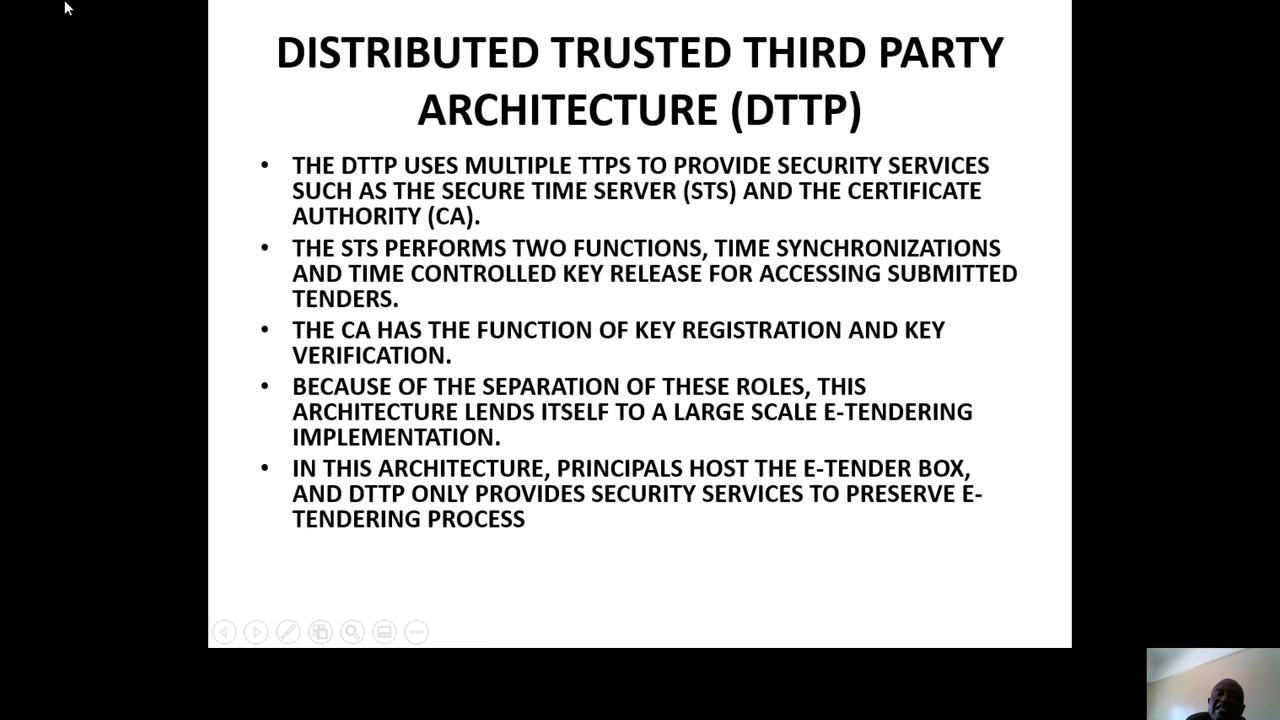 DISTRIBUTED TRUSTED THIRD PARTY
ARCHITECTURE (DTTP)
• THE DTTP USES MULTIPLE TTPS TO PROVIDE SECURITY SERVICES
SUCH AS THE SECURE TIME SERVER (STS) AND THE CERTIFICATE
AUTHORITY (CA).
• THE STS PERFORMS TWO FUNCTIONS, TIME SYNCHRONIZATIONS
AND TIME CONTROLLED KEY RELEASE FOR ACCESSING SUBMITTED
TENDERS.
• THE CA HAS THE FUNCTION OF KEY REGISTRATION AND KEY
VERIFICATION.
• BECAUSE OF THE SEPARATION OF THESE ROLES, THIS
ARCHITECTURE LENDS ITSELF TO A LARGE SCALE E-TENDERING
IMPLEMENTATION.
• IN THIS ARCHITECTURE, PRINCIPALS HOST THE E-TENDER BOX,
AND DTTP ONLY PROVIDES SECURITY SERVICES TO PRESERVE E-
TENDERING PROCESS